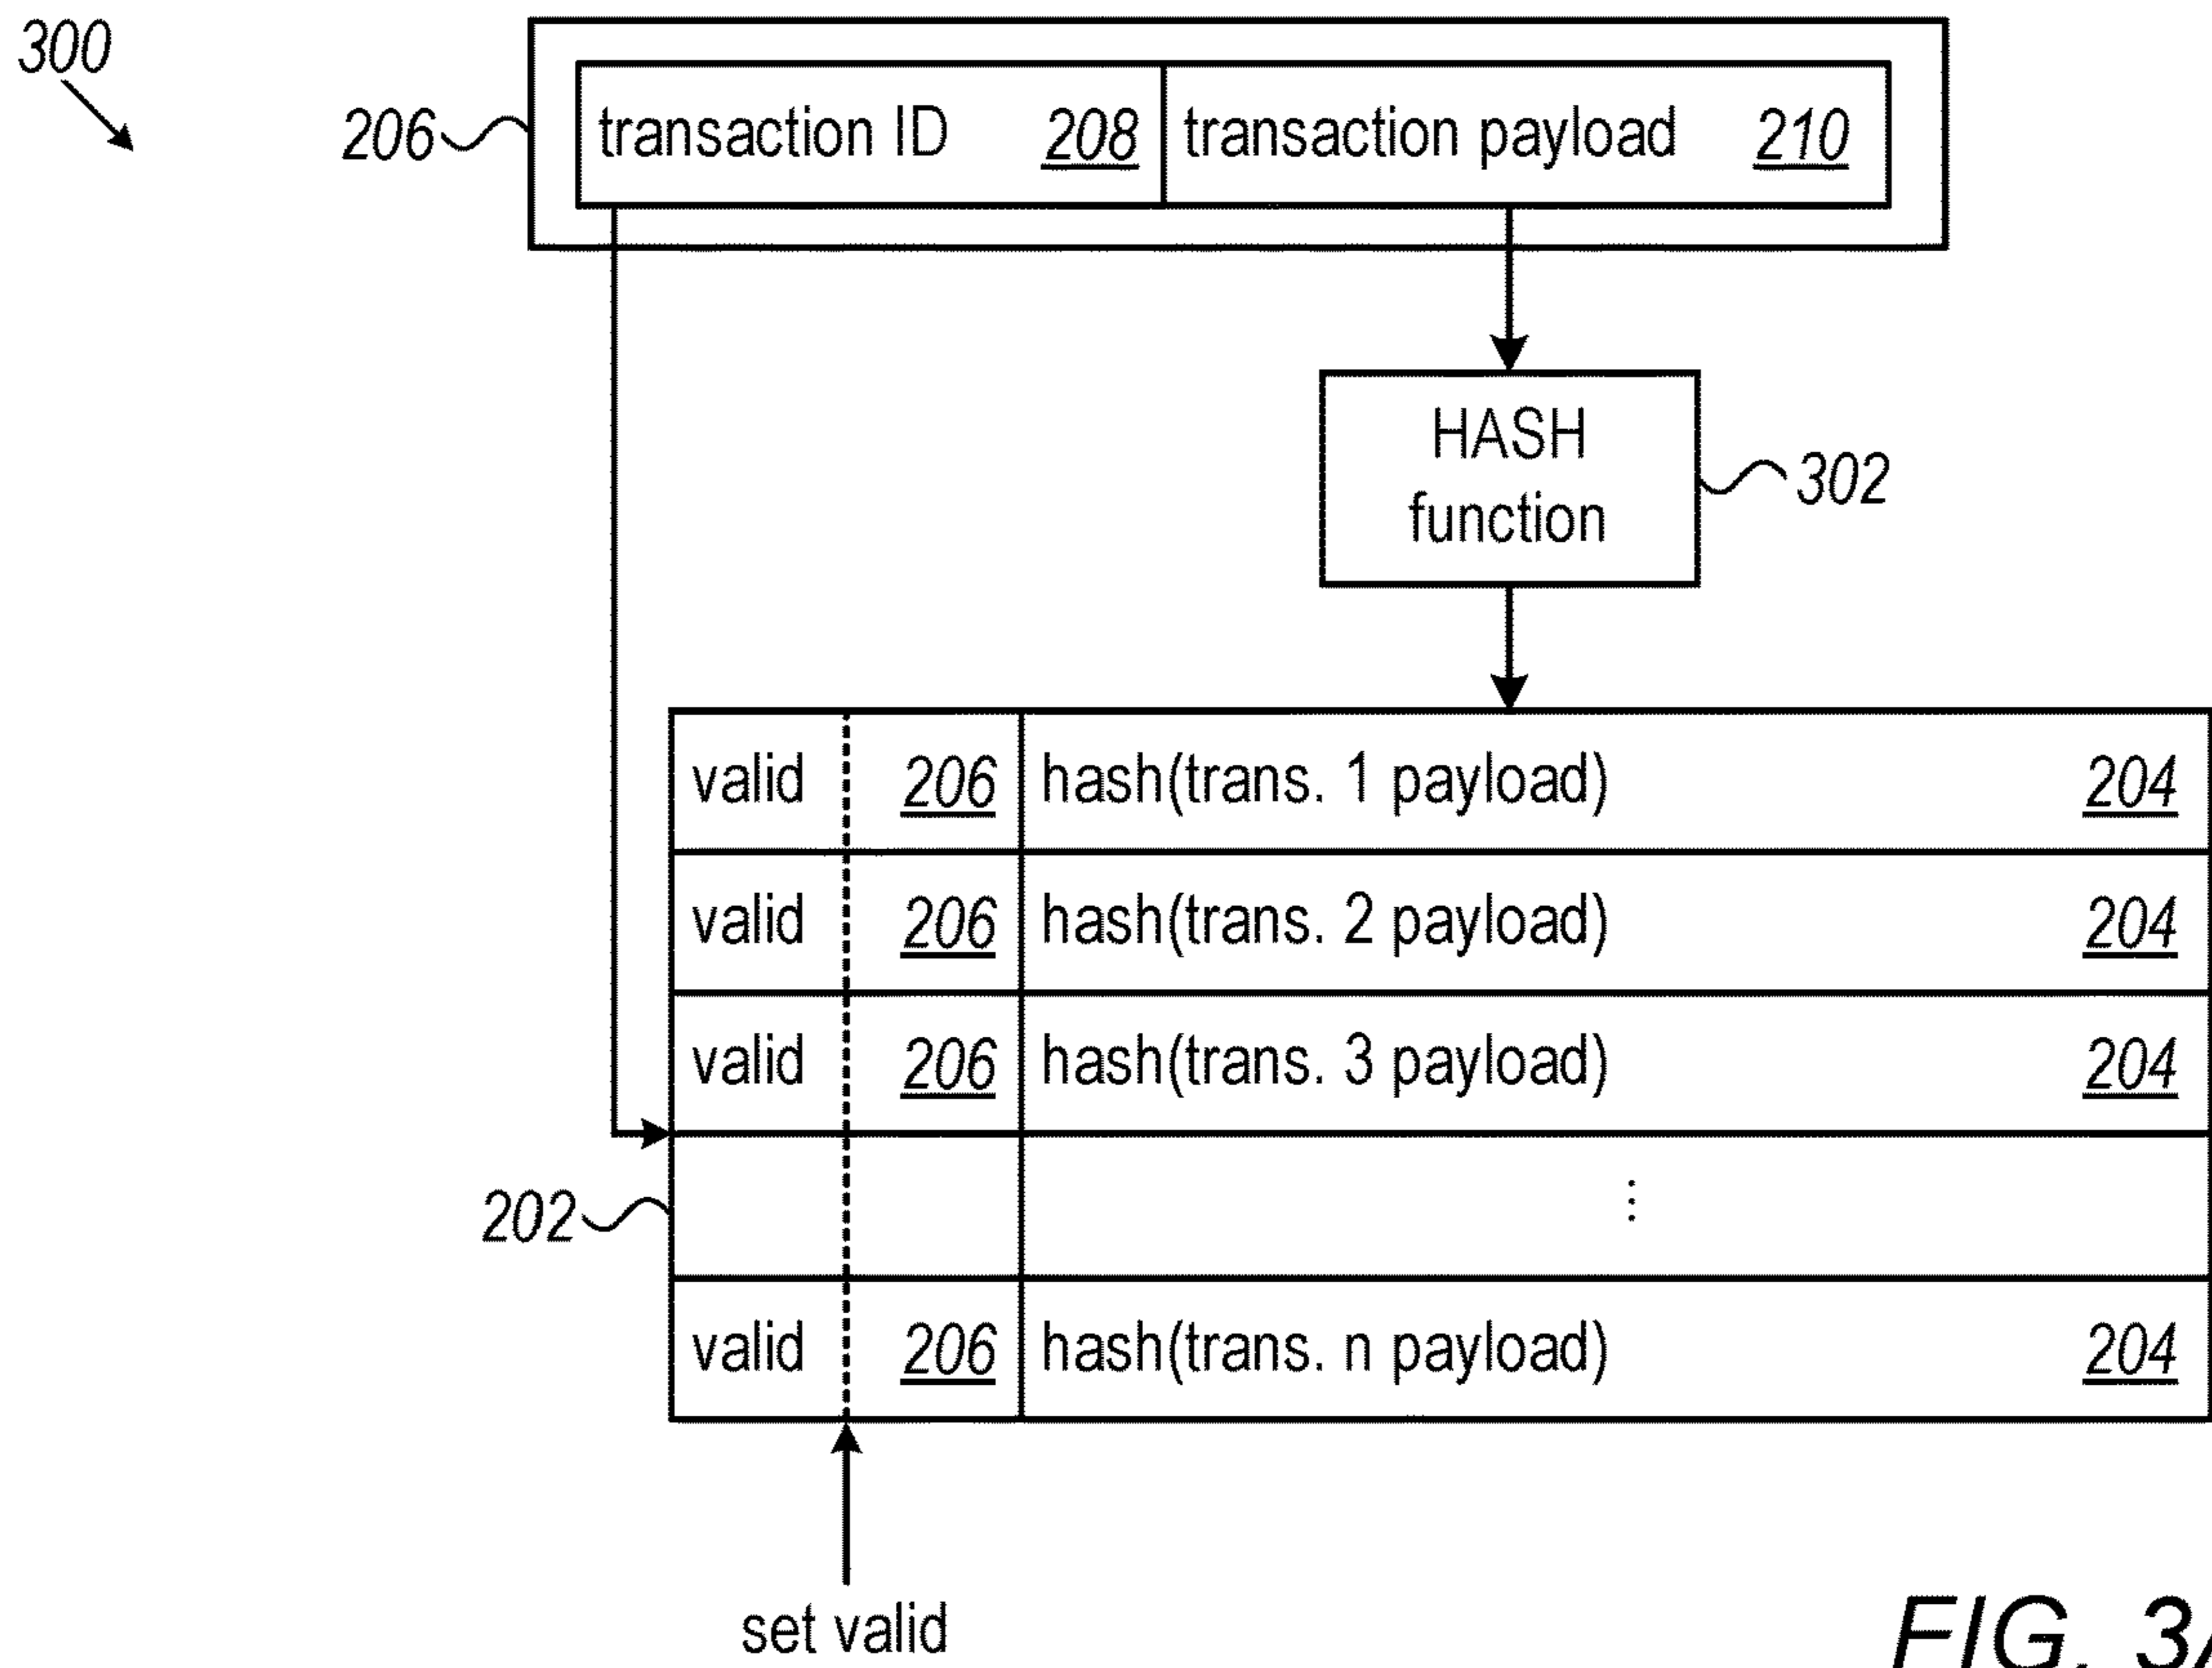 300
206
transaction ID 208 transaction payload 210
HASH
function
302
valid 206 hash(trans. 1 payload) 204
valid 206 hash(trans. 2 payload) 204
valid 206 hash(trans. 3 payload) 204
202
⋮
valid 206 hash(trans. n payload) 204
set valid
FIG. 3A